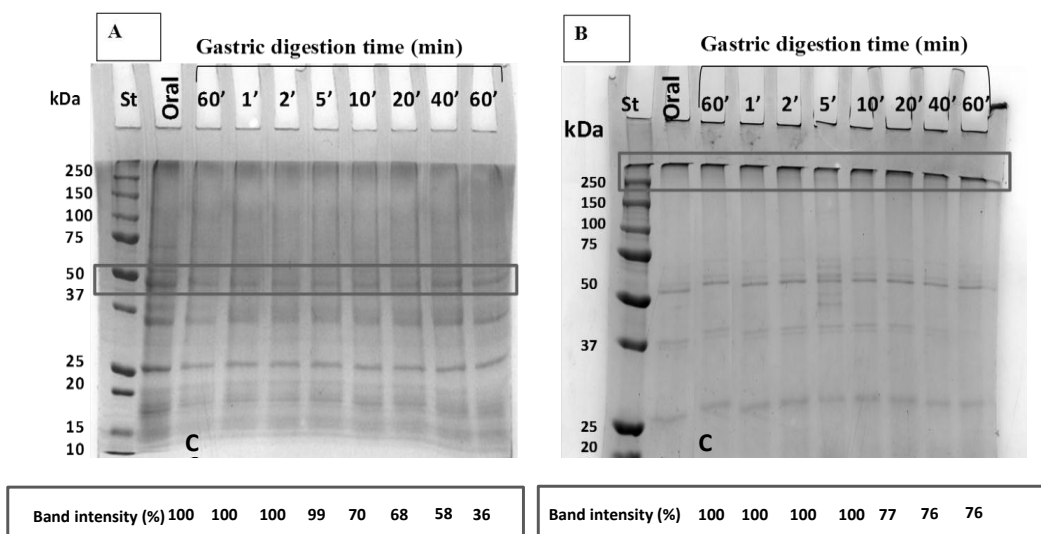 A
Gastric digestion time (min)
kDa St Oral 60’ 1’ 2’ 5’ 10’ 20’ 40’ 60’
250
150
100
75
50
37
25
20
15
10
C
Band intensity (%) 100 100 100 99 70 68 58 36
B
Gastric digestion time (min)
kDa St Oral 60’ 1’ 2’ 5’ 10’ 20’ 40’ 60’
250
150
100
75
50
37
25
20
C
Band intensity (%) 100 100 100 100 77 76 76